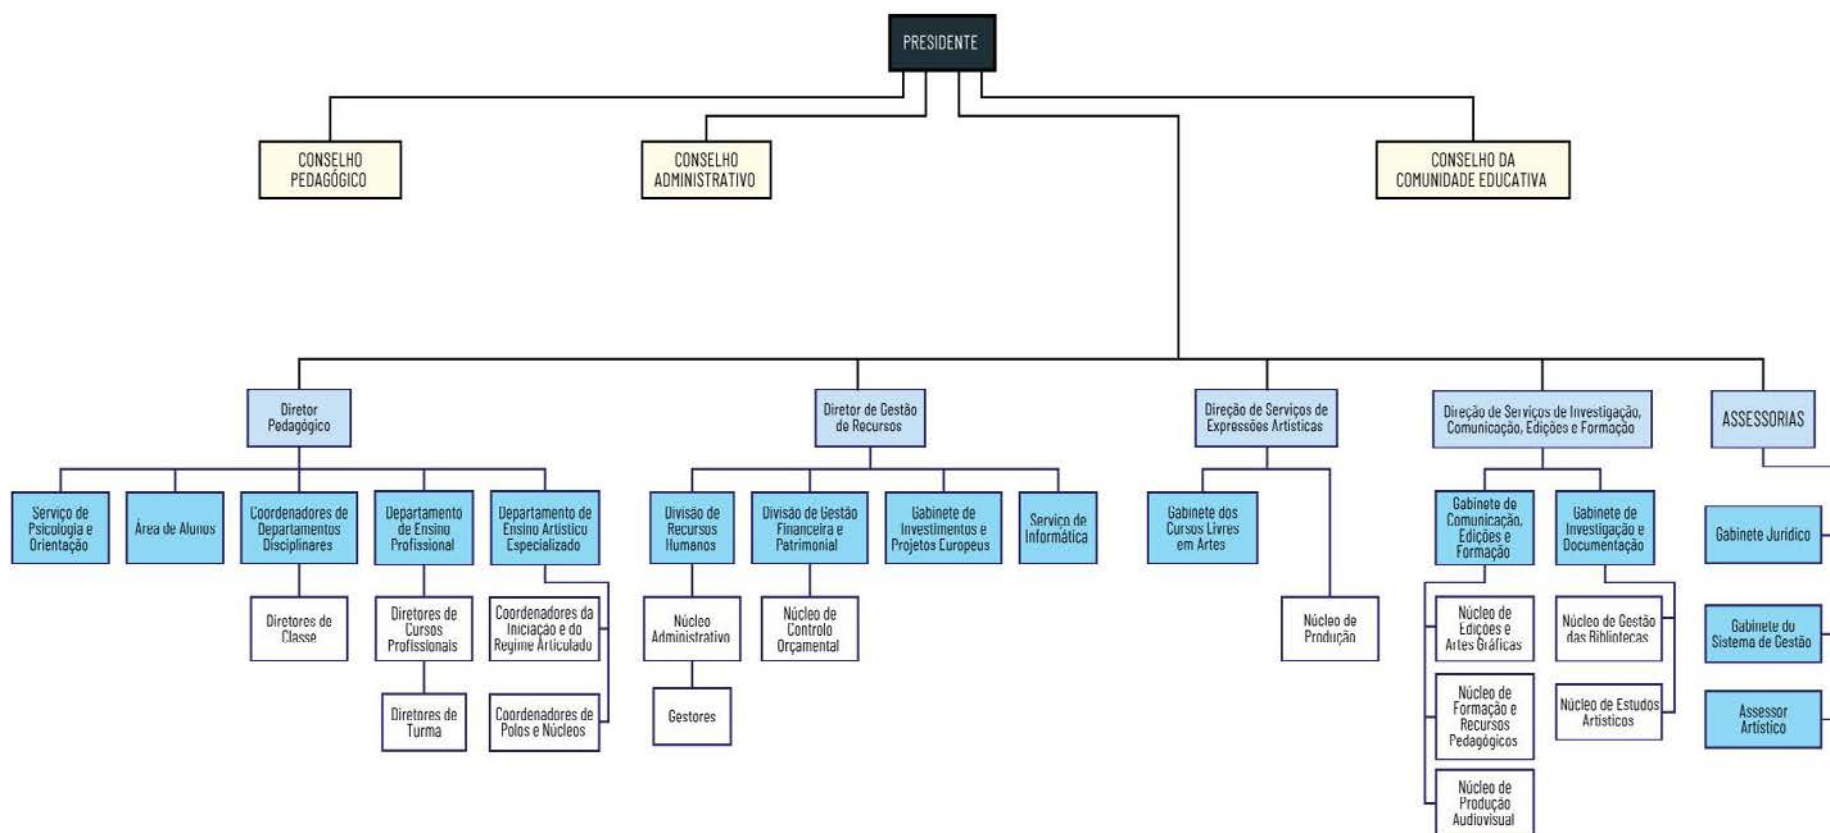 PRESIDENTE
CONSELHO
PEDAGÓGICO
CONSELHO
ADMINISTRATIVO
CONSELHO DA
COMUNIDADE EDUCATIVA
Diretor
Pedagógico
Diretor de Gestão
de Recursos
Direção de Serviços de
Expressões Artísticas
Direção de Serviços de Investigação,
Comunicação, Edições e Formação
ASSESSORIAS
Serviço de
Psicologia e
Orientação
Área de Alunos
Coordenadores de
Departamentos
Disciplinares
Departamento
de Ensino
Profissional
Departamento de
Ensino Artístico
Especializado
Divisão de
Recursos
Humanos
Divisão de Gestão
Financeira e
Patrimonial
Gabinete de
Investimentos e
Projetos Europeus
Serviço de
Informática
Gabinete dos
Cursos Livres
em Artes
Gabinete de
Comunicação,
Edições e
Formação
Gabinete de
Investigação e
Documentação
Gabinete Jurídico
Diretores de
Classe
Diretores de
Cursos
Profissionais
Coordenadores da
Iniciação e do
Regime Articulado
Núcleo
Administrativo
Núcleo de
Controlo
Orçamental
Núcleo de
Produção
Núcleo de
Edições e
Artes Gráficas
Núcleo de Gestão
das Bibliotecas
Gabinete do
Sistema de Gestão
Diretores de
Turma
Coordenadores de
Polos e Núcleos
Gestores
Núcleo de
Formação e
Recursos
Pedagógicos
Núcleo de Estudos
Artísticos
Assessor
Artístico
Núcleo de
Produção
Audiovisual